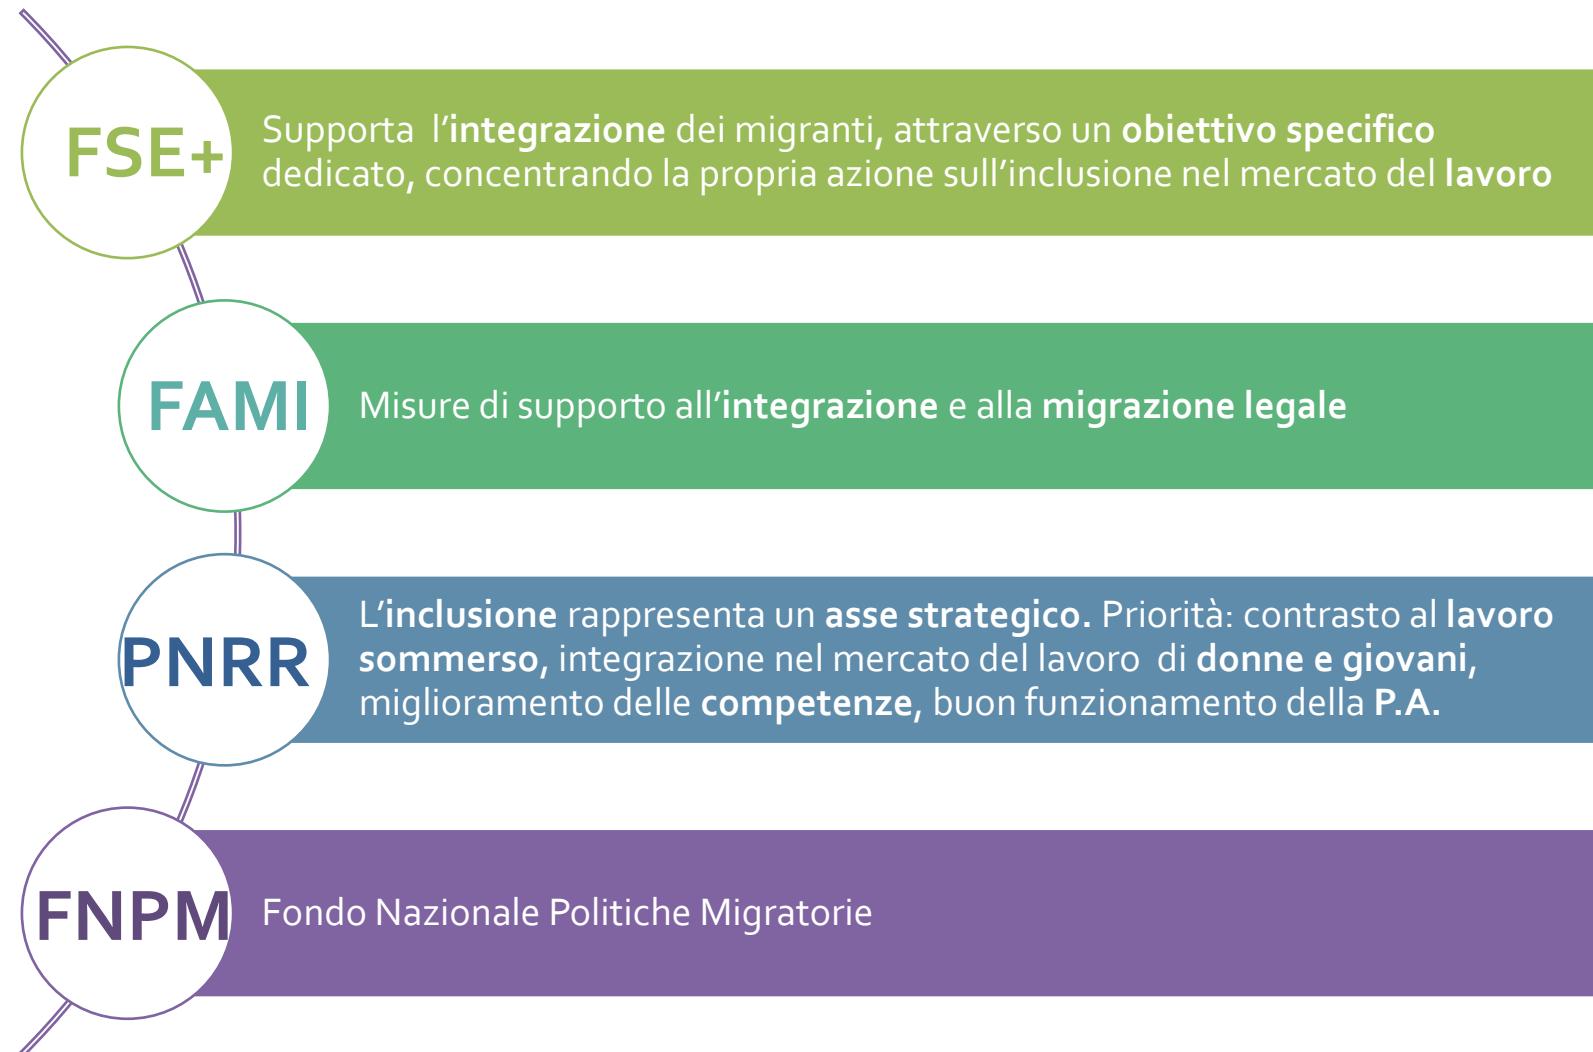 FSE+
Supporta l'integrazione dei migranti, attraverso un obiettivo specifico
dedicato, concentrando la propria azione sull'inclusione nel mercato del lavoro
FAMI
Misure di supporto all'integrazione e alla migrazione legale
PNRR
L'inclusione rappresenta un asse strategico. Priorità: contrasto al lavoro
sommerso, integrazione nel mercato del lavoro di donne e giovani,
miglioramento delle competenze, buon funzionamento della P.A.
FNPM
Fondo Nazionale Politiche Migratorie